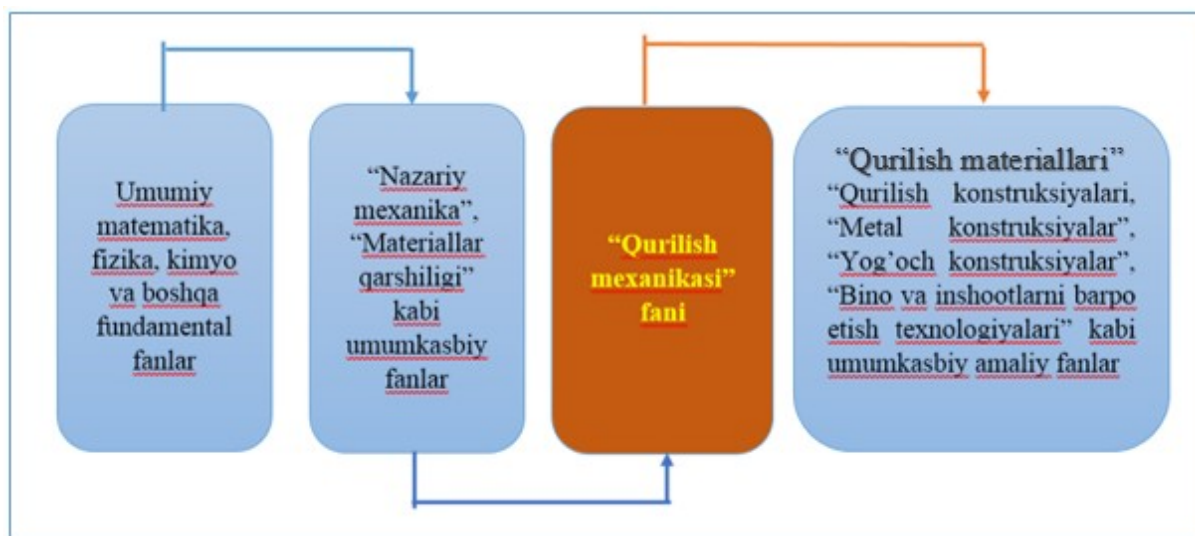 Umumiy
matematika,
fizika, kimyo
va boshqa
fundamental
fanlar
“Nazariy
mexanika”,
“Materiallar
qarshiligi”
kabi
umumkasbiy
fanlar
“Qurilish
mexanikasi”
fani
“Qurilish materiallari”
“Qurilish konstruksiyalari,
“Metal konstruksiyalar”,
“Yog’och konstruksiyalar”,
“Bino va inshootlarni barpo
etish texnologiyalari” kabi
umumkasbiy amaliy fanlar